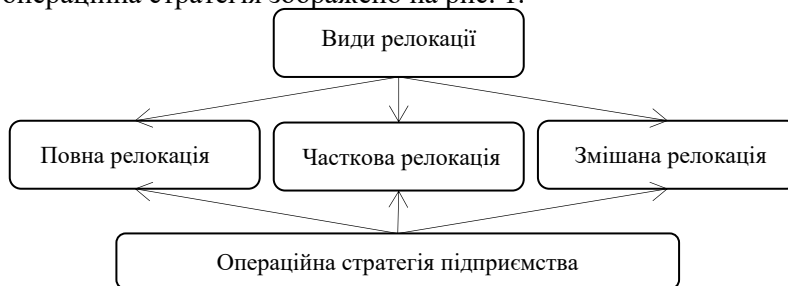 операційна стратегія зображено на рис. 1.
Види релокації
Повна релокація
Часткова релокація
Змішана релокація
Операційна стратегія підприємства